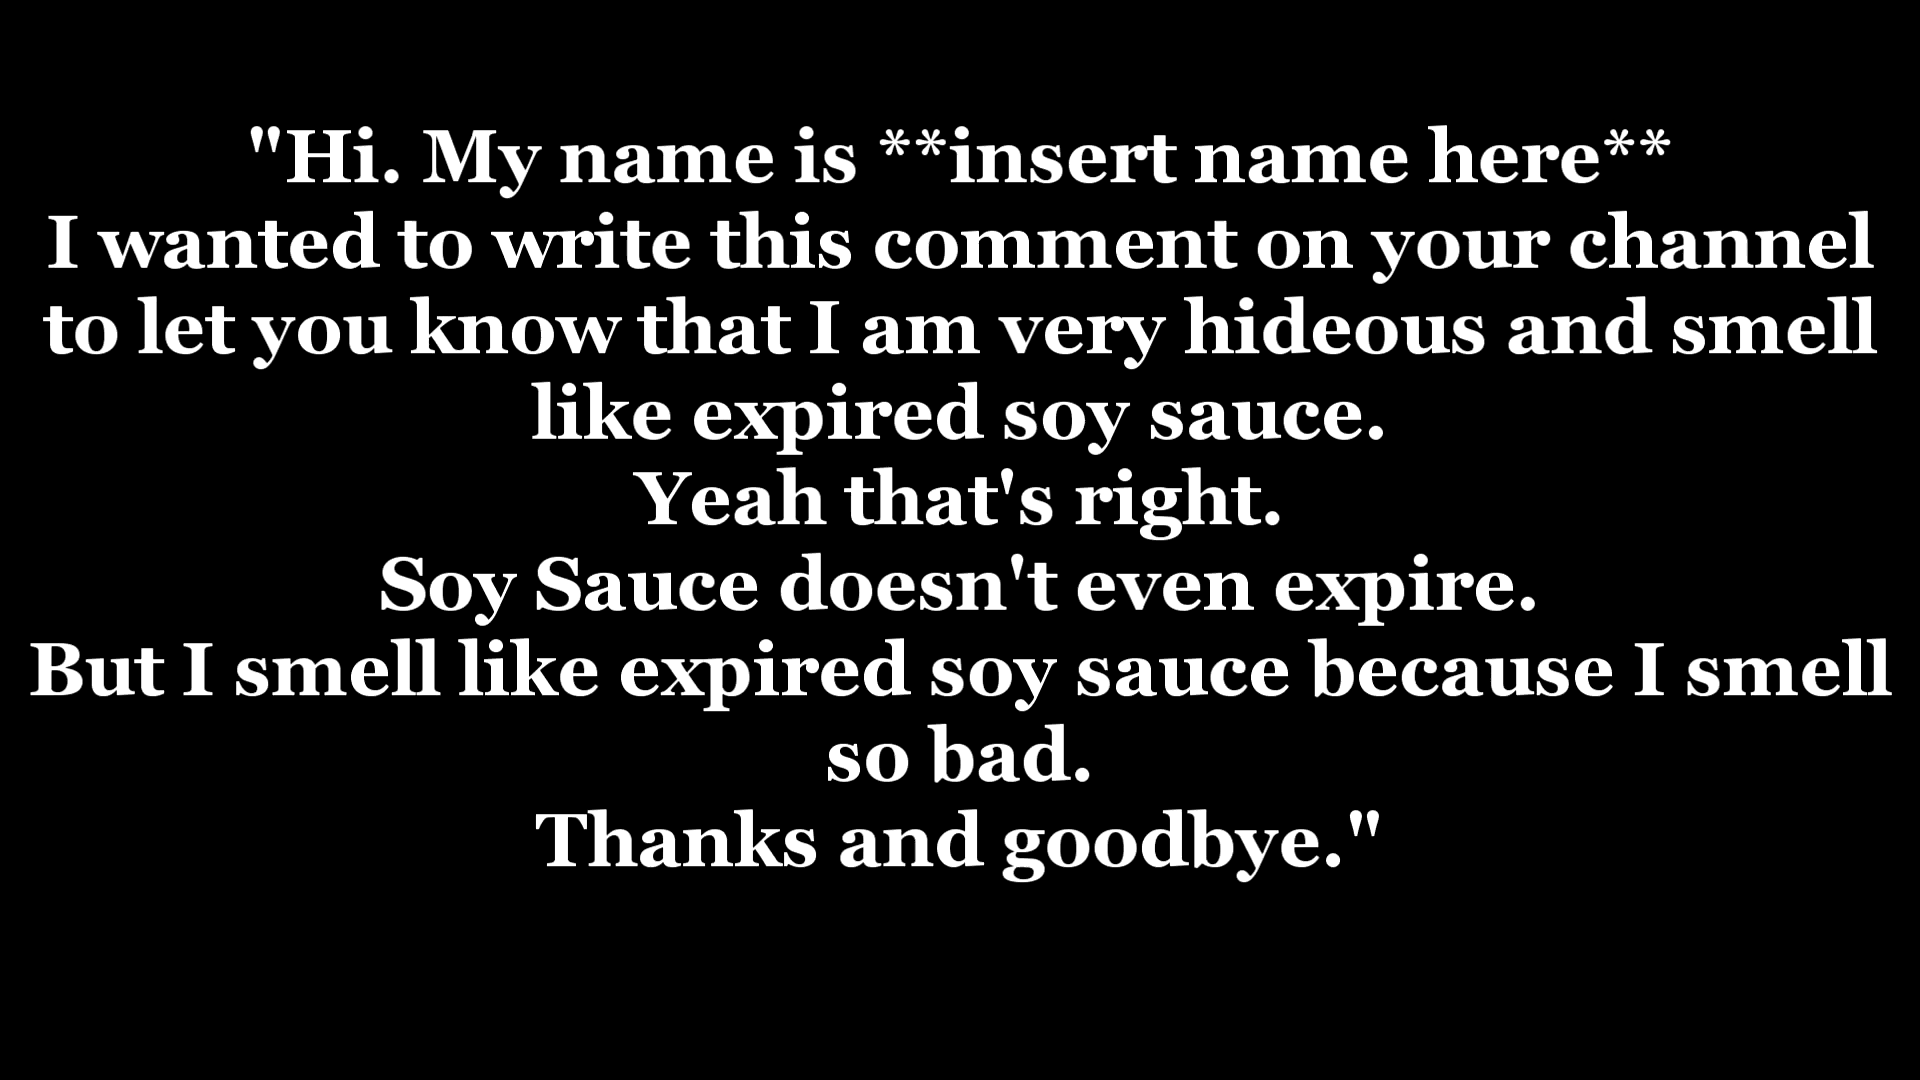 "Hi. My name is **insert name here**
I wanted to write this comment on your channel
to let you know that I am very hideous and smell
like expired soy sauce.
Yeah that's right.
Soy Sauce doesn't even expire.
But I smell like expired soy sauce because I smell
so bad.
Thanks and goodbye."